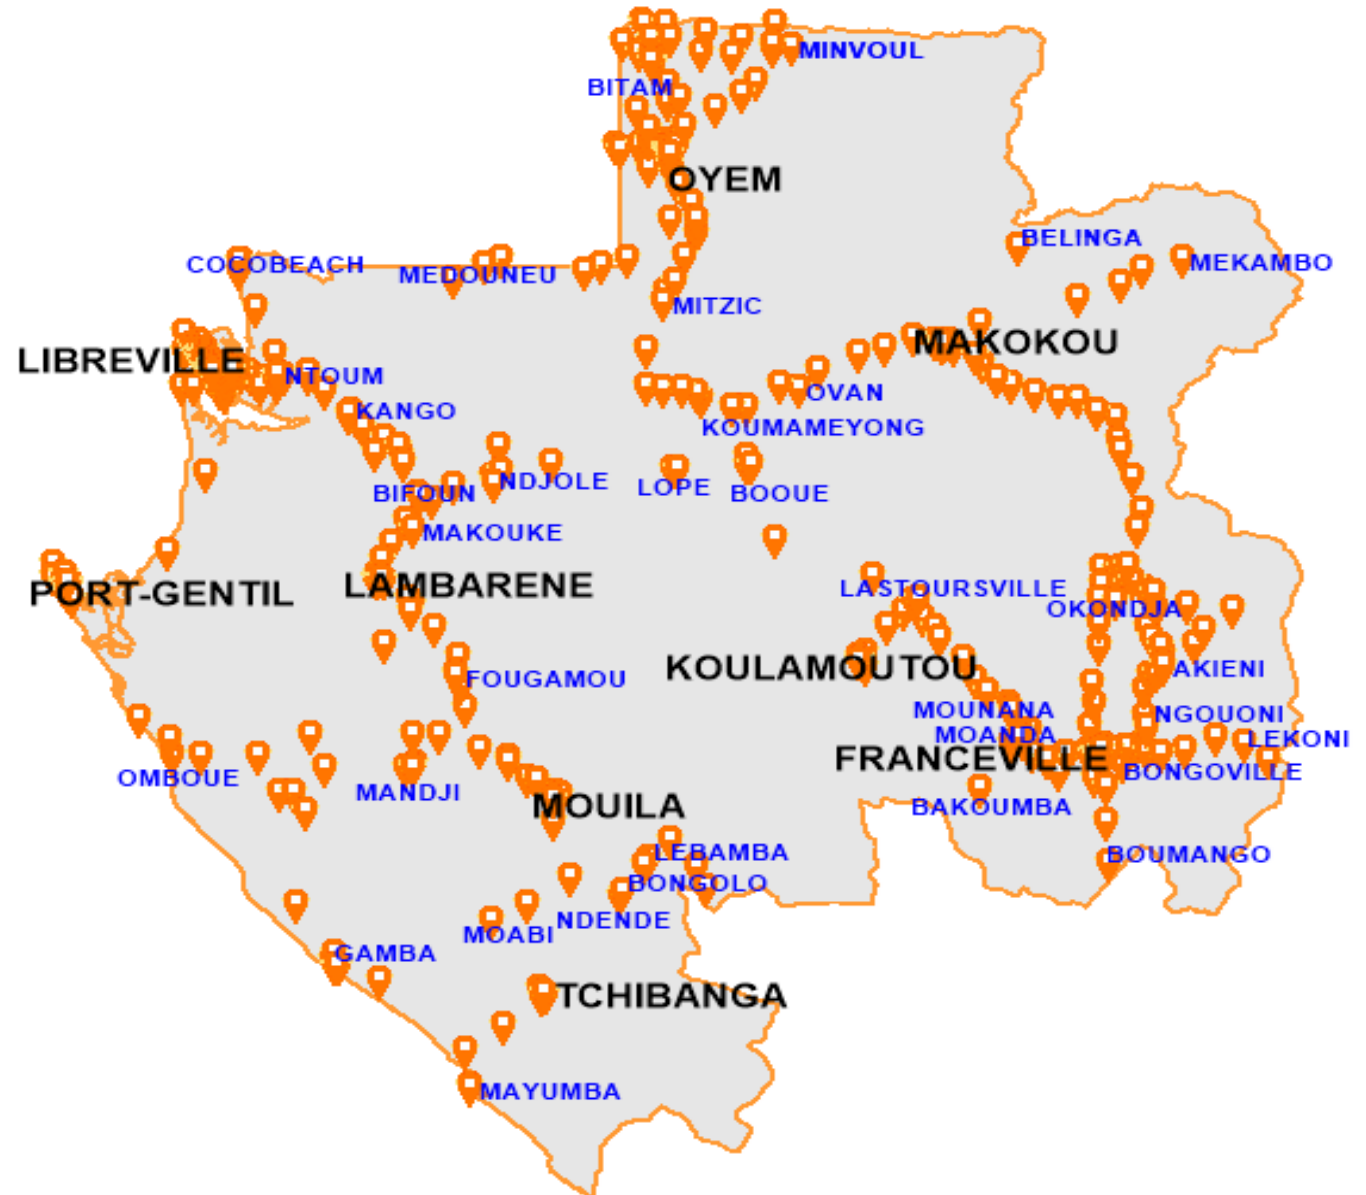 MINVOUL
BITAM
OYEM
BELINGA
MEKAMBO
COCOBEACH
MEDOUNEU
MITZIC
MAKOKOU
LIBREVILLE
NTOUM
OVAN
KANGO
KOUMAMEYONG
NDJOLE
LOPE
BOOUE
BIFOUN
MAKOUKE
LAMBARENE
PORT-GENTIL
LASTOURSVILLE
OKONDJA
KOULAMOUTOU
AKIENI
FOUGAMOU
MOUNANA
NGOUONI
MOANDA
LEKONI
FRANCEVILLE
BONGOVILLE
OMBOUE
MANDJI
MOUILA
BAKOUMBA
LEBAMBA
BOUMANGO
BONGOLO
NDENDE
MOABI
GAMBA
TCHIBANGA
MAYUMBA